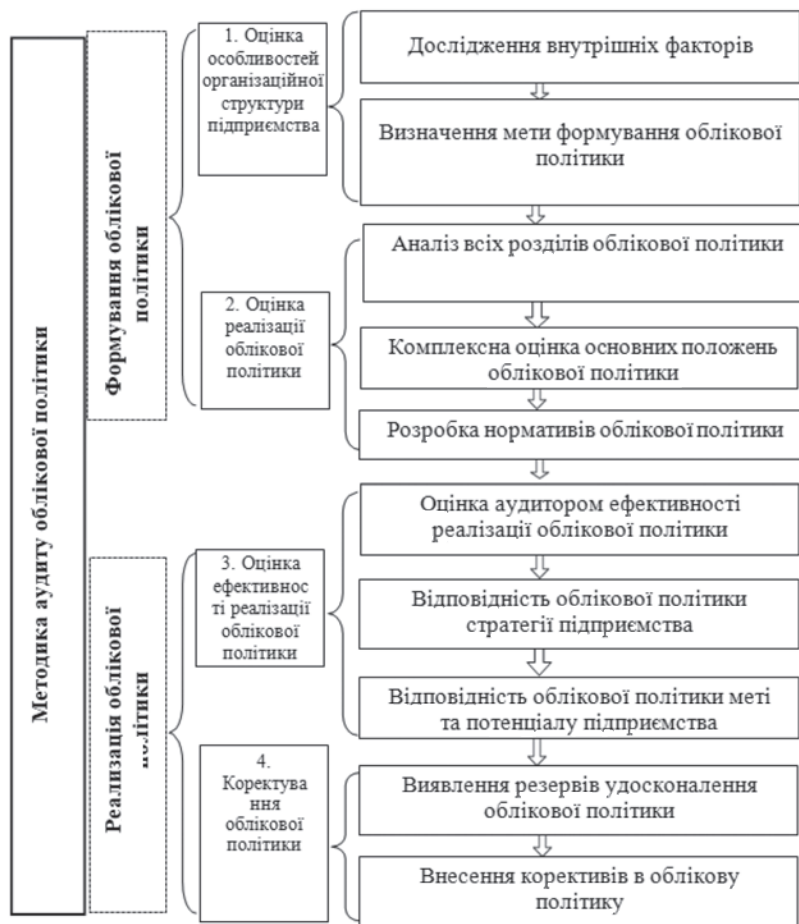 Методика аудиту облікової політики
Формування облікової
політики
1. Оцінка
особливостей
організаційної
структури
підприємства
Дослідження внутрішніх факторів
Визначення мети формування облікової
політики
2. Оцінка
реалізації
облікової
політики
Аналіз всіх розділів облікової політики
Комплексна оцінка основних положень
облікової політики
Розробка нормативів облікової політики
Реализація облікової
політики
3. Оцінка
ефективнос
ті реалізації
облікової
політики
Оцінка аудитором ефективності
реалізації облікової політики
Відповідність облікової політики
стратегії підприємства
Відповідність облікової політики меті
та потенціалу підприємства
4.
Коректува
ння
облікової
політики
Виявлення резервів удосконалення
облікової політики
Внесення корективів в облікову
політику